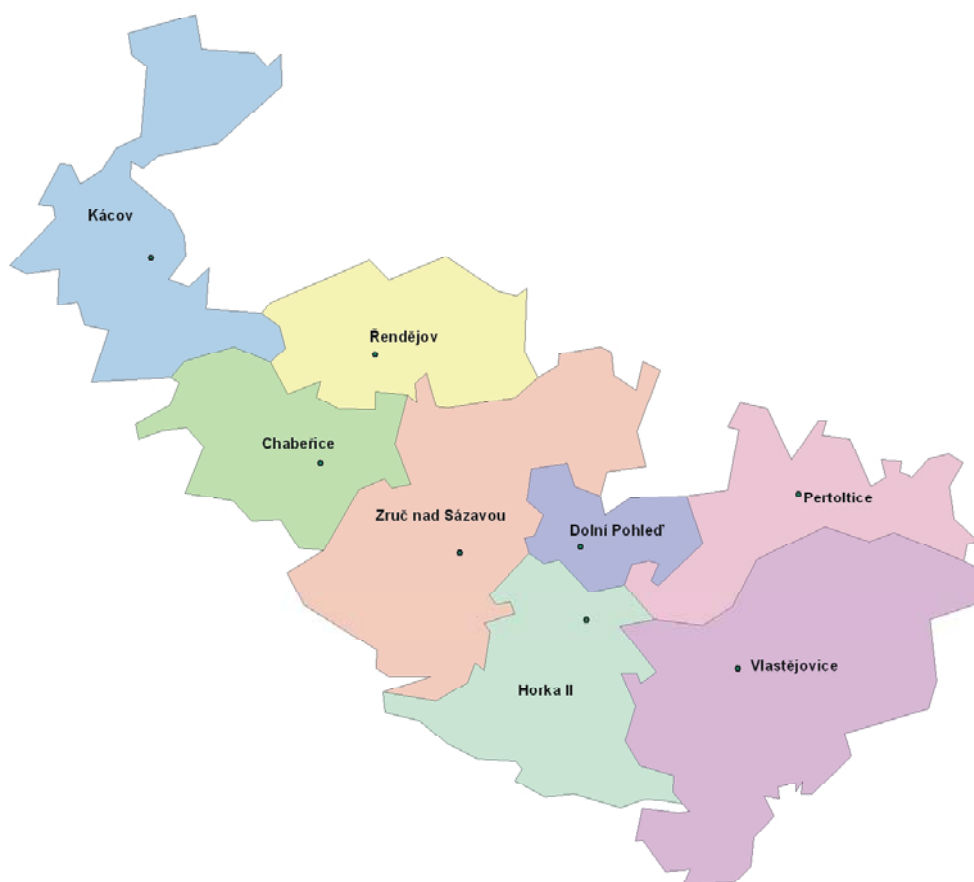 Kácov
Řendějov
Chabeřice
Zruč nad Sázavou
Dolní Pohleď
Pertoltice
Vlastějovice
Horka II